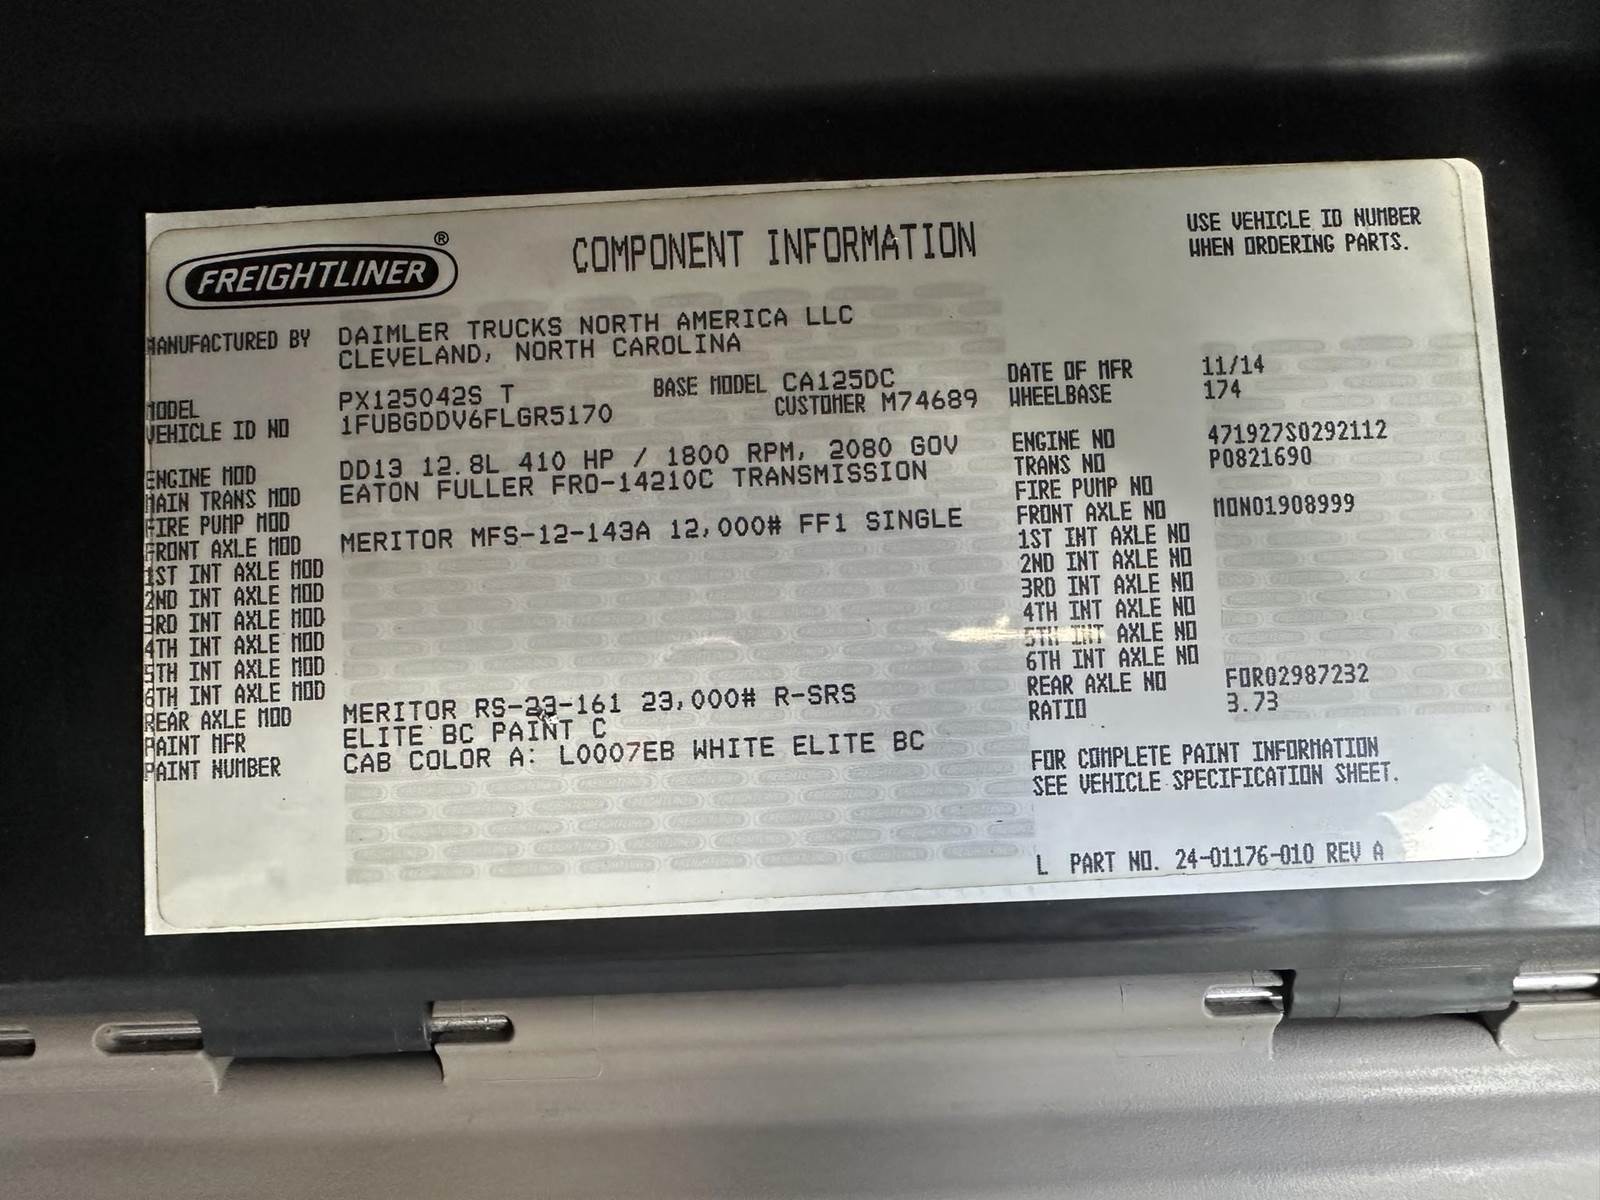 FREIGHTLINER ®
COMPONENT INFORMATION
USE VEHICLE ID NUMBER
WHEN ORDERING PARTS.
MANUFACTURED BY DAIMLER TRUCKS NORTH AMERICA LLC
CLEVELAND, NORTH CAROLINA
MODEL PX125042S T BASE MODEL CA125DC DATE OF MFR 11/14
VEHICLE ID NO 1FUBGDDV6FLGR5170 CUSTOMER M74689 WHEELBASE 174
ENGINE MOD DD13 12.8L 410 HP / 1800 RPM, 2080 GOV ENGINE NO 471927S0292112
MAIN TRANS MOD EATON FULLER FRO-14210C TRANSMISSION TRANS NO P0821690
FIRE PUMP MOD FIRE PUMP NO
FRONT AXLE MOD MERITOR MFS-12-143A 12,000# FF1 SINGLE FRONT AXLE NO MON01908999
1ST INT AXLE MOD 1ST INT AXLE NO
2ND INT AXLE MOD 2ND INT AXLE NO
3RD INT AXLE MOD 3RD INT AXLE NO
4TH INT AXLE MOD 4TH INT AXLE NO
5TH INT AXLE MOD 5TH INT AXLE NO
6TH INT AXLE MOD 6TH INT AXLE NO
REAR AXLE MOD MERITOR RS-23-161 23,000# R-SRS REAR AXLE NO FOR02987232
PAINT MFR ELITE BC PAINT C RATIO 3.73
PAINT NUMBER CAB COLOR A: L0007EB WHITE ELITE BC
FOR COMPLETE PAINT INFORMATION
SEE VEHICLE SPECIFICATION SHEET.
L PART NO. 24-01176-010 REV A